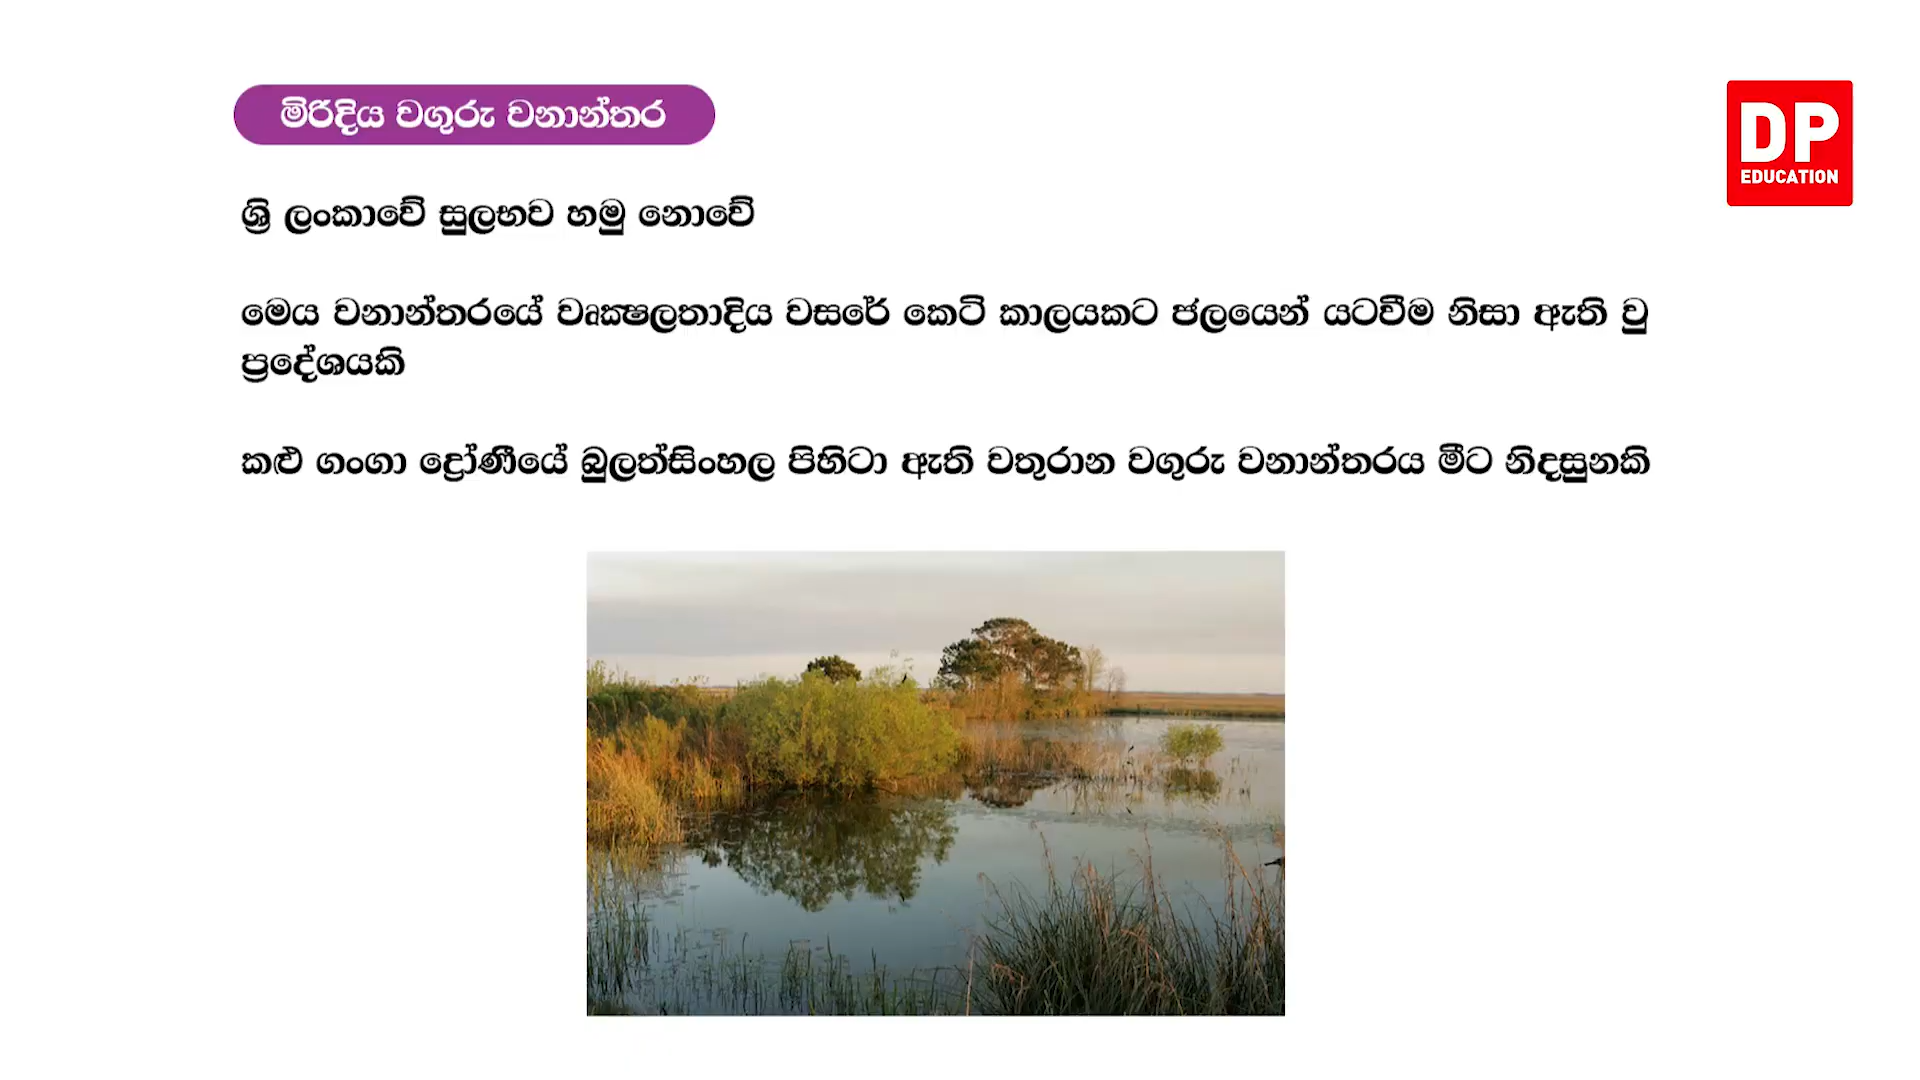 මිරිදිය වගුරු වනාන්තර
DP
EDUCATION
ශ්‍රි ලංකාවේ සුලභව හමු නොවේ
මෙය වනාන්තරයේ වෘක්‍ෂලතාදිය වසරේ කෙටි කාලයකට ජලයෙන් යටවීම නිසා ඇති වු
ප්‍රදේශයකි
කළු ගංගා ද්‍රෝණියේ බුලත්සිංහල පිහිටා ඇති වතුරාන වගුරු වනාන්තරය මීට නිදසුනකි